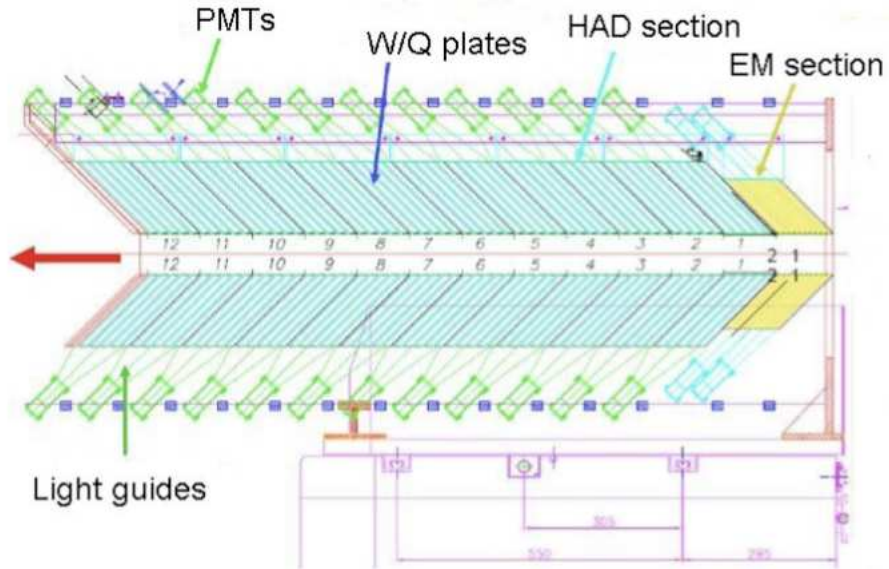 PMTs
W/Q plates
HAD section
EM section
12 11 10 9 8 7 6 5 4 3 2 1 2 1
12 11 10 9 8 7 6 5 4 3 2 1 2 1
Light guides
305
550 295